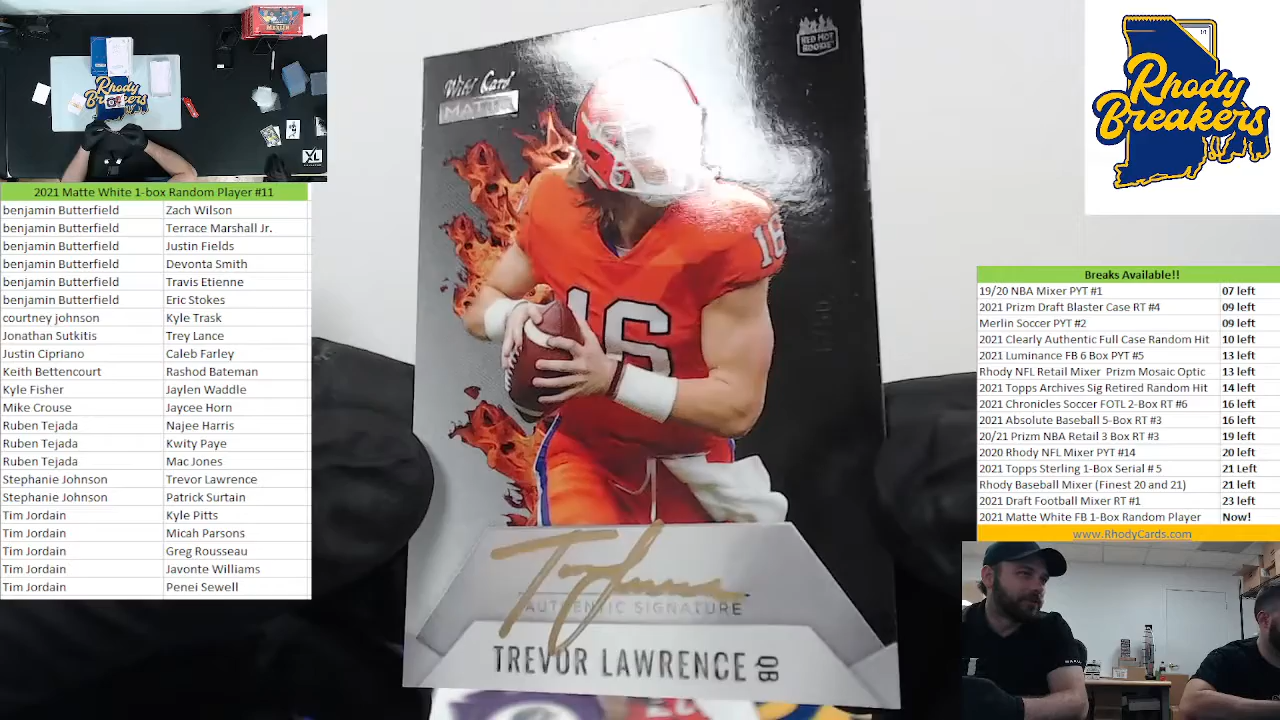 2021 Matte White 1-box Random Player #11
benjamin Butterfield Zach Wilson
benjamin Butterfield Terrace Marshall Jr.
benjamin Butterfield Justin Fields
benjamin Butterfield Devonta Smith
benjamin Butterfield Travis Etienne
benjamin Butterfield Eric Stokes
courtney johnson Kyle Trask
Jonathan Sutkitis Trey Lance
Justin Cipriano Caleb Farley
Keith Bettencourt Rashod Bateman
Kyle Fisher Jaylen Waddle
Mike Crouse Jaycee Horn
Ruben Tejada Najee Harris
Ruben Tejada Kwity Paye
Ruben Tejada Mac Jones
Stephanie Johnson Trevor Lawrence
Stephanie Johnson Patrick Surtain
Tim Jordain Kyle Pitts
Tim Jordain Micah Parsons
Tim Jordain Greg Rousseau
Tim Jordain Javonte Williams
Tim Jordain Penei Sewell
Rhody
Breakers
XL
Wild Card
MATTE
RED HOT
ROOKIE
16
16
AUTHENTIC SIGNATURE
TREVOR LAWRENCE QB
1/1
Rhody
Breakers
Breaks Available!!
19/20 NBA Mixer PYT #1 07 left
2021 Prizm Draft Blaster Case RT #4 09 left
Merlin Soccer PYT #2 09 left
2021 Clearly Authentic Full Case Random Hit 10 left
2021 Luminance FB 6 Box PYT #5 13 left
Rhody NFL Retail Mixer Prizm Mosaic Optic 13 left
2021 Topps Archives Sig Retired Random Hit 14 left
2021 Chronicles Soccer FOTL 2-Box RT #6 16 left
2021 Absolute Baseball 5-Box RT #3 16 left
20/21 Prizm NBA Retail 3 Box RT #3 19 left
2020 Rhody NFL Mixer PYT #14 20 left
2021 Topps Sterling 1-Box Serial # 5 21 Left
Rhody Baseball Mixer (Finest 20 and 21) 21 left
2021 Draft Football Mixer RT #1 23 left
2021 Matte White FB 1-Box Random Player Now!
www.RhodyCards.com